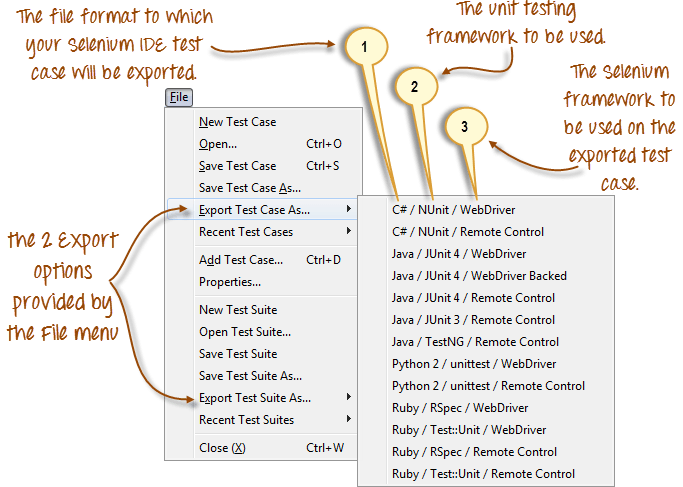 The file format to which
your Selenium IDE test
case will be exported.
The unit testing
framework to be used.
The Selenium
framework to
be used on the
exported test
case.
1
2
3
File
New Test Case
Open... Ctrl+O
Save Test Case Ctrl+S
Save Test Case As...
Export Test Case As...
Recent Test Cases
Add Test Case... Ctrl+D
Properties...
New Test Suite
Open Test Suite...
Save Test Suite
Save Test Suite As...
Export Test Suite As...
Recent Test Suites
Close (X) Ctrl+W
the 2 Export
options
provided by
the File menu
C# / NUnit / WebDriver
C# / NUnit / Remote Control
Java / JUnit 4 / WebDriver
Java / JUnit 4 / WebDriver Backed
Java / JUnit 4 / Remote Control
Java / JUnit 3 / Remote Control
Java / TestNG / Remote Control
Python 2 / unittest / WebDriver
Python 2 / unittest / Remote Control
Ruby / RSpec / WebDriver
Ruby / Test::Unit / WebDriver
Ruby / RSpec / Remote Control
Ruby / Test::Unit / Remote Control